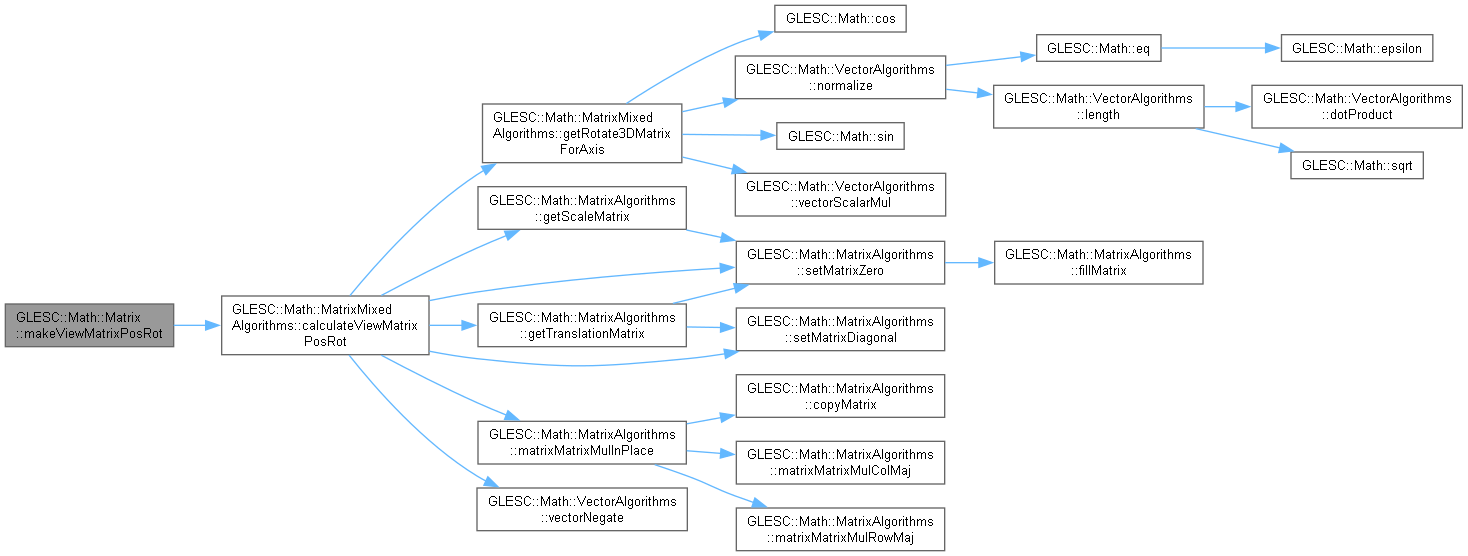 GLESC::Math::Matrix
::makeViewMatrixPosRot
GLESC::Math::MatrixMixed
Algorithms::calculateViewMatrix
PosRot
GLESC::Math::MatrixMixed
Algorithms::getRotate3DMatrix
ForAxis
GLESC::Math::cos
GLESC::Math::VectorAlgorithms
::normalize
GLESC::Math::eq
GLESC::Math::epsilon
GLESC::Math::VectorAlgorithms
::length
GLESC::Math::VectorAlgorithms
::dotProduct
GLESC::Math::sqrt
GLESC::Math::sin
GLESC::Math::VectorAlgorithms
::vectorScalarMul
GLESC::Math::MatrixAlgorithms
::getScaleMatrix
GLESC::Math::MatrixAlgorithms
::setMatrixZero
GLESC::Math::MatrixAlgorithms
::fillMatrix
GLESC::Math::MatrixAlgorithms
::getTranslationMatrix
GLESC::Math::MatrixAlgorithms
::setMatrixDiagonal
GLESC::Math::MatrixAlgorithms
::matrixMatrixMulInPlace
GLESC::Math::MatrixAlgorithms
::copyMatrix
GLESC::Math::MatrixAlgorithms
::matrixMatrixMulColMaj
GLESC::Math::MatrixAlgorithms
::matrixMatrixMulRowMaj
GLESC::Math::VectorAlgorithms
::vectorNegate